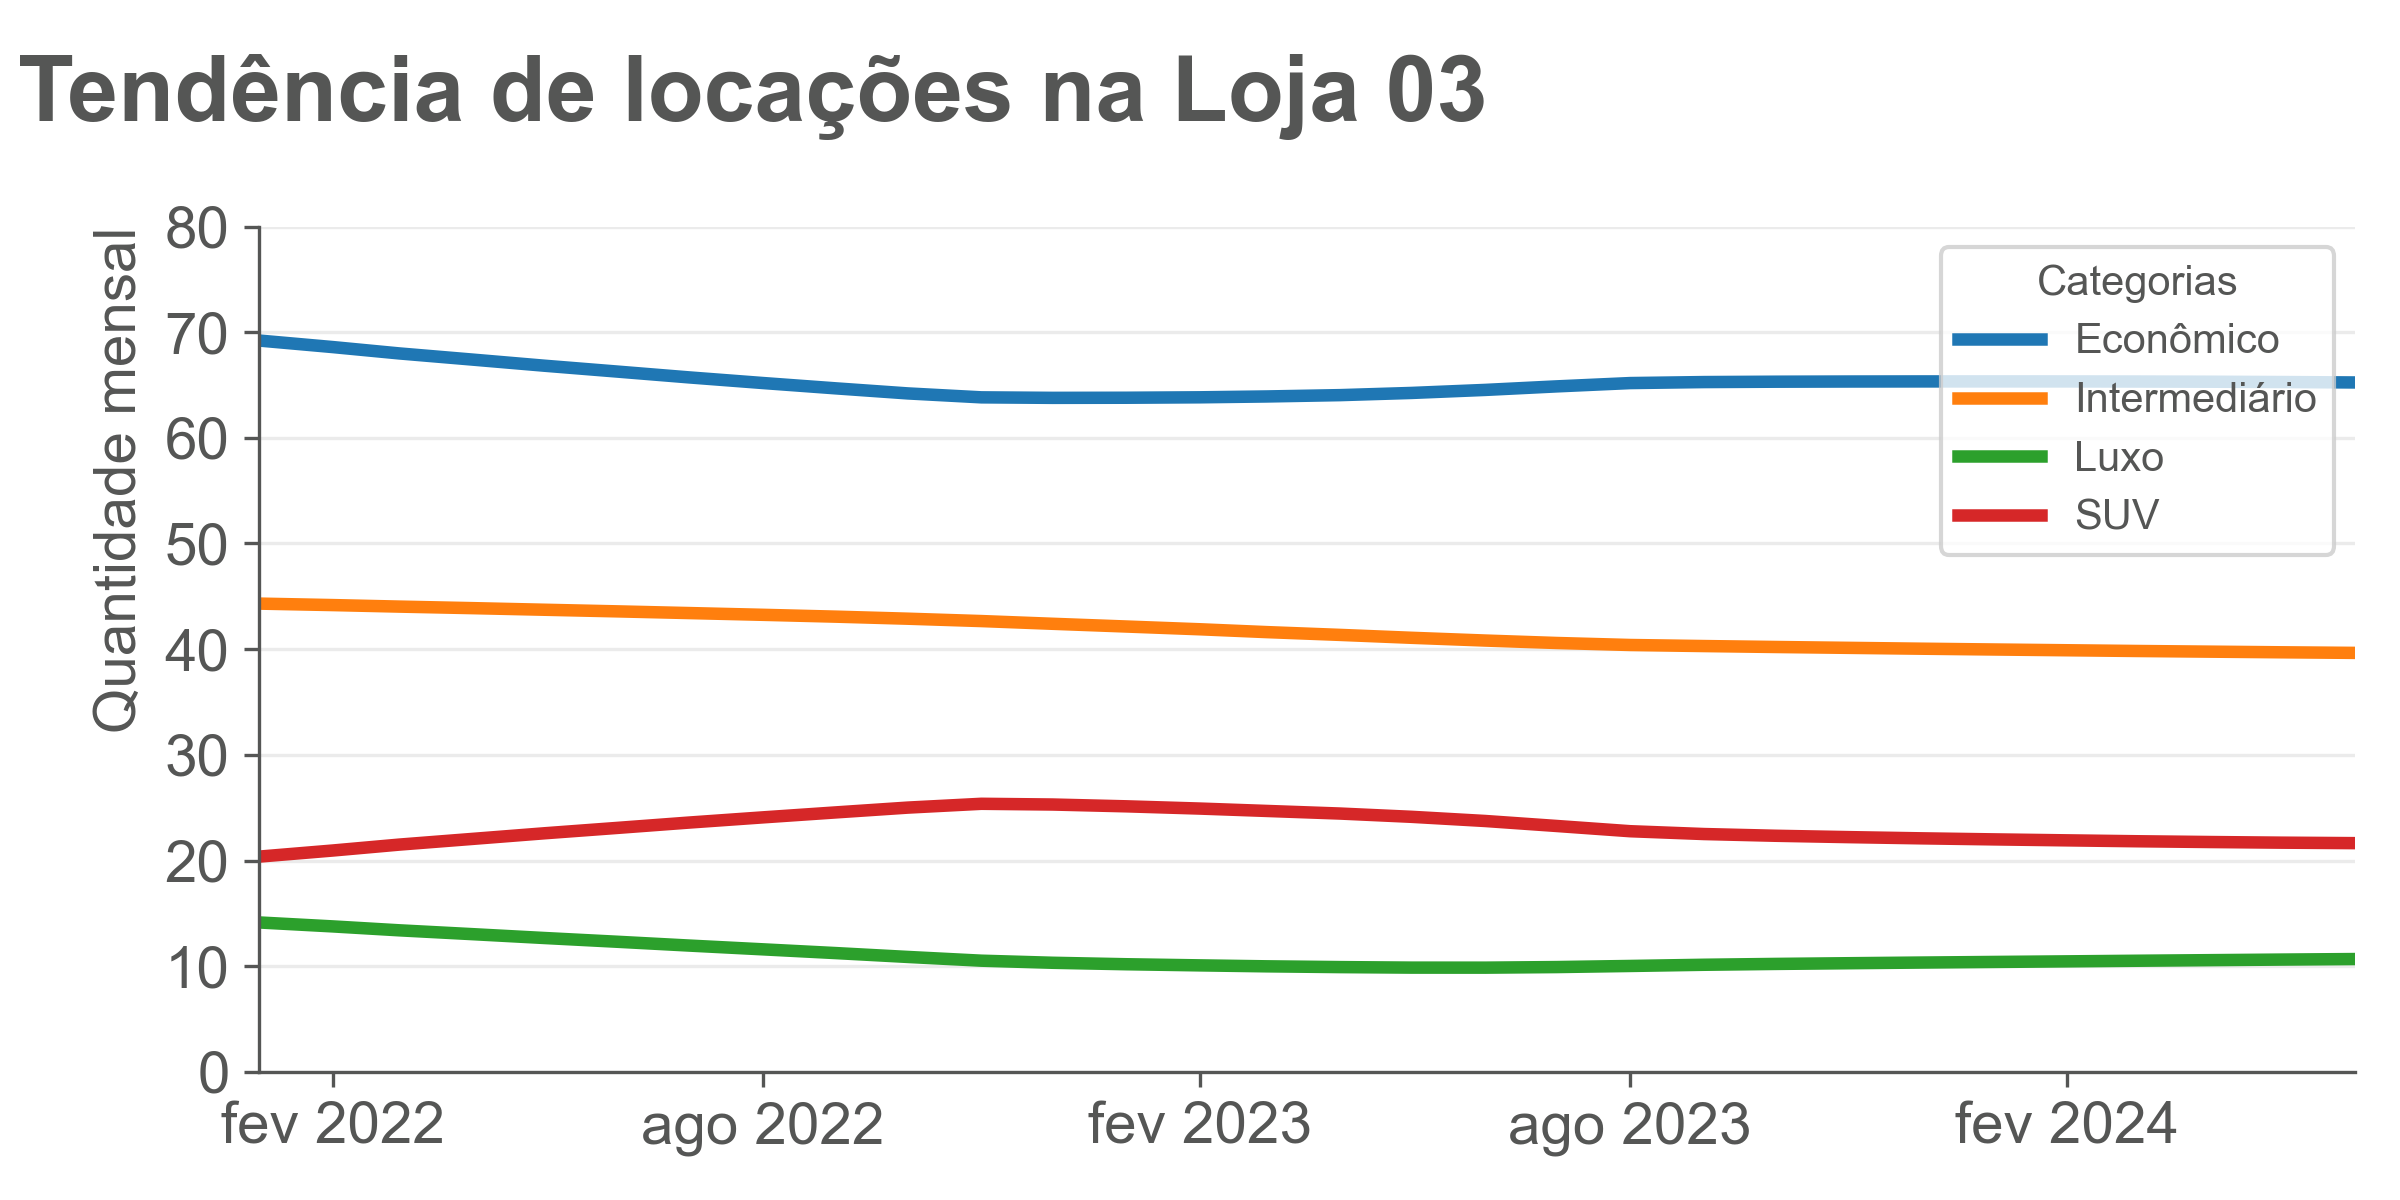 Tendência de locações na Loja 03
Quantidade mensal
80
70
60
50
40
30
20
10
0
Categorias
Econômico
Intermediário
Luxo
SUV
fev 2022
ago 2022
fev 2023
ago 2023
fev 2024